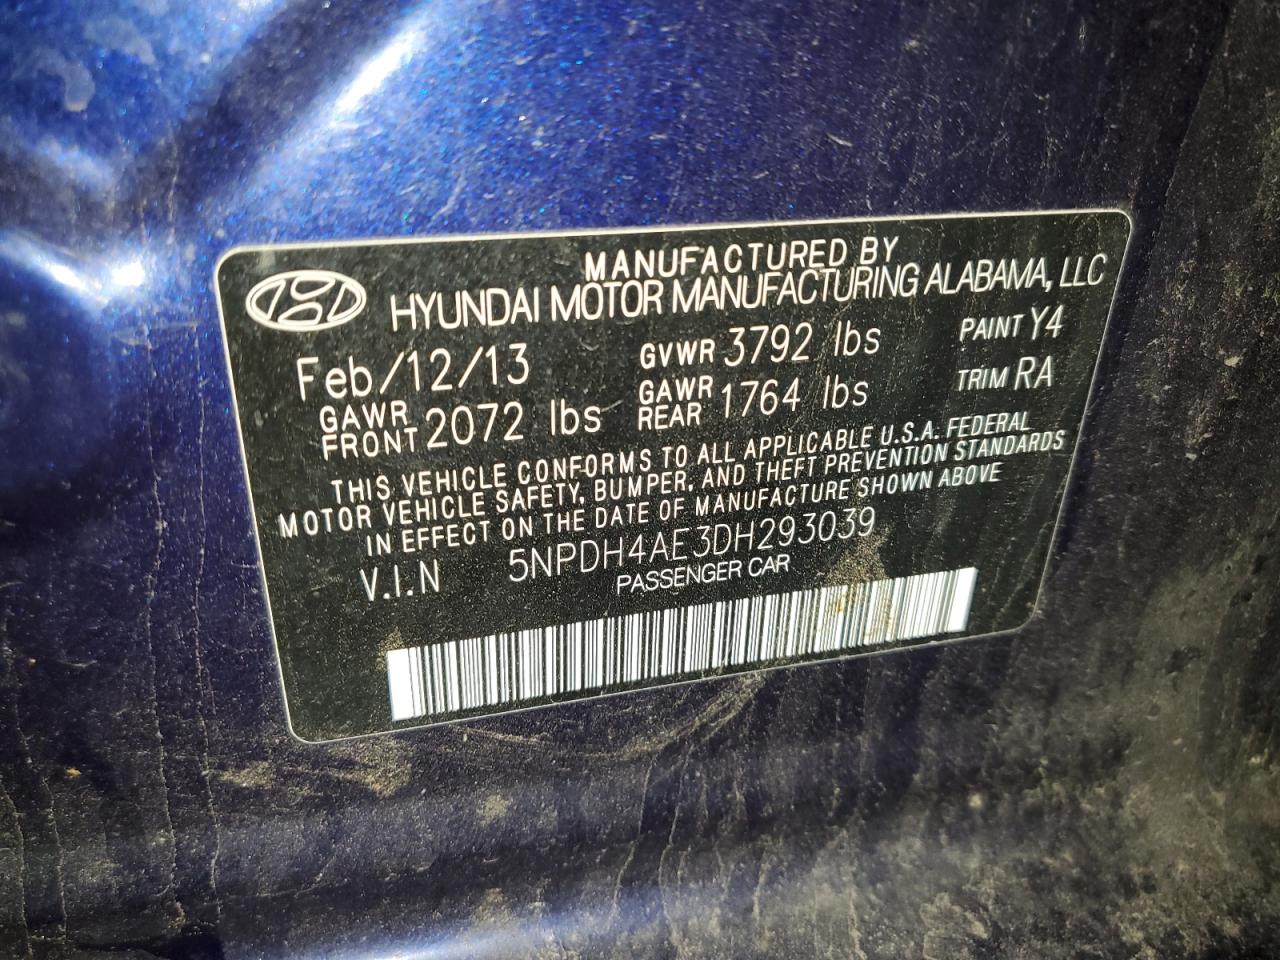 MANUFACTURED BY
HYUNDAI MOTOR MANUFACTURING ALABAMA, LLC
Feb/12/13 GVWR 3792 lbs PAINT Y4
GAWR FRONT 2072 lbs GAWR REAR 1764 lbs TRIM RA
THIS VEHICLE CONFORMS TO ALL APPLICABLE U.S.A. FEDERAL
MOTOR VEHICLE SAFETY, BUMPER, AND THEFT PREVENTION STANDARDS
IN EFFECT ON THE DATE OF MANUFACTURE SHOWN ABOVE
V.I.N 5NPDH4AE3DH293039
PASSENGER CAR